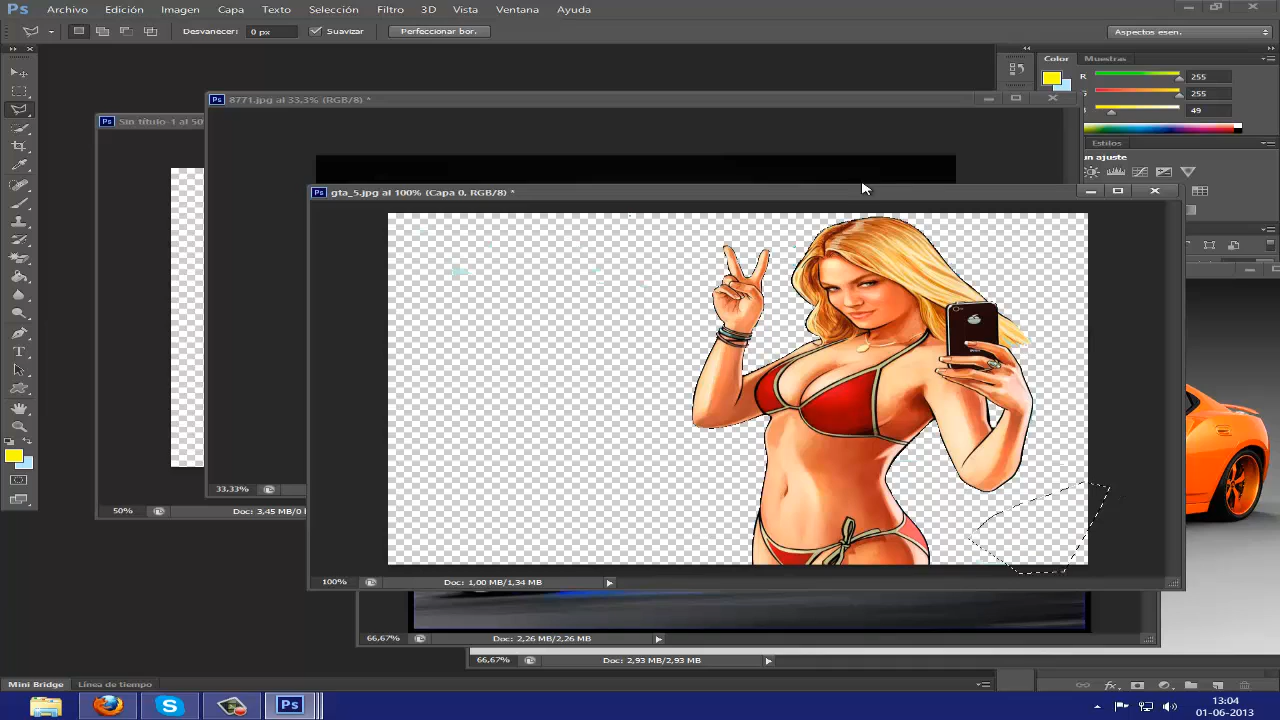 Ps Archivo Edición Imagen Capa Texto Selección Filtro 3D Vista Ventana Ayuda
Desvanecer: 0 px Suavizar Perfeccionar bor. Aspectos esen.
Color Muestras
R 255
255
49
8771.jpg al 33,3% (RGB/8) *
Sin título-1 al 50
Estilos
un ajuste
gta_5.jpg al 100% (Capa 0, RGB/8) *
33,33%
50% Doc: 3,45 MB/0
100% Doc: 1,00 MB/1,34 MB
66,67% Doc: 2,26 MB/2,26 MB
66,67% Doc: 2,93 MB/2,93 MB
Mini Bridge Línea de tiempo
13:04
01-06-2013